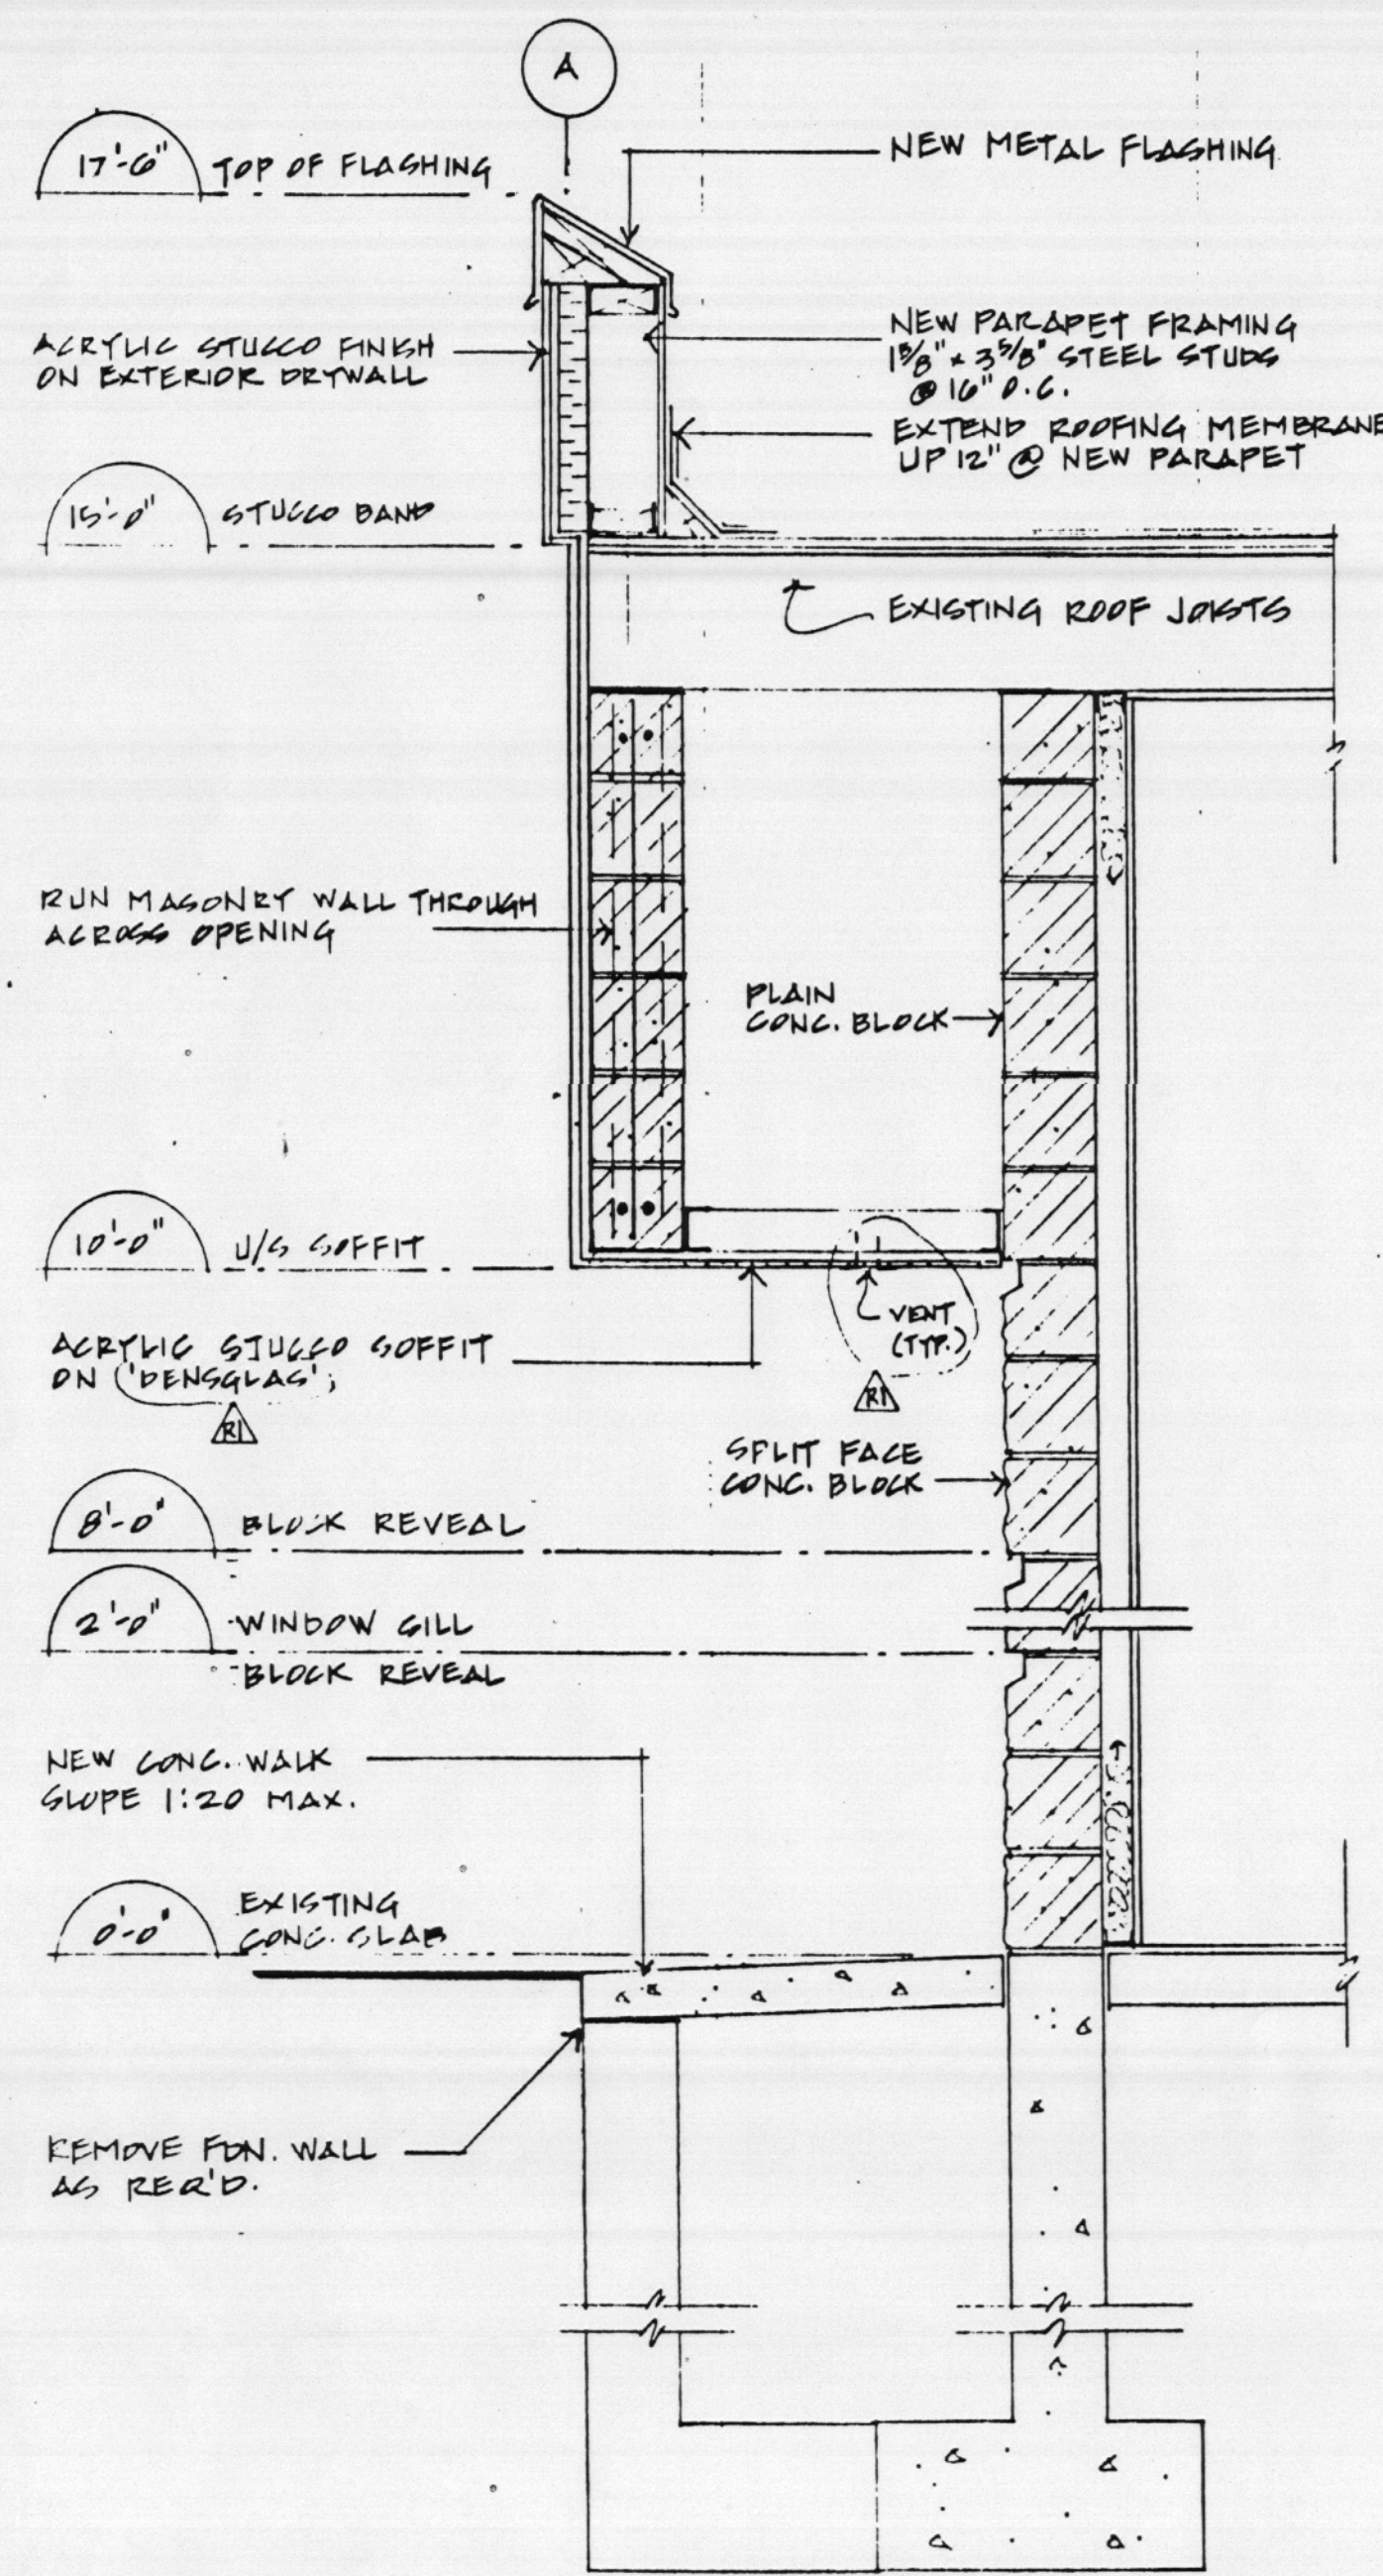 A
17'-6" TOP OF FLASHING
NEW METAL FLASHING
ACRYLIC STUCCO FINISH
ON EXTERIOR DRYWALL
NEW PARAPET FRAMING
1 5/8" x 3 5/8" STEEL STUDS
@ 16" O.C.
EXTEND ROOFING MEMBRANE
UP 12" @ NEW PARAPET
15'-0" STUCCO BAND
EXISTING ROOF JOISTS
RUN MASONRY WALL THROUGH
ACROSS OPENING
PLAIN
CONC. BLOCK
10'-0" U/S SOFFIT
VENT
(TYP.)
R1
ACRYLIC STUCCO SOFFIT
ON 'DENSGLAS',
R1
SPLIT FACE
CONC. BLOCK
8'-0" BLOCK REVEAL
2'-0" WINDOW SILL
BLOCK REVEAL
NEW CONC. WALK
SLOPE 1:20 MAX.
0'-0" EXISTING
CONC. SLAB
REMOVE FDN. WALL
AS REQ'D.